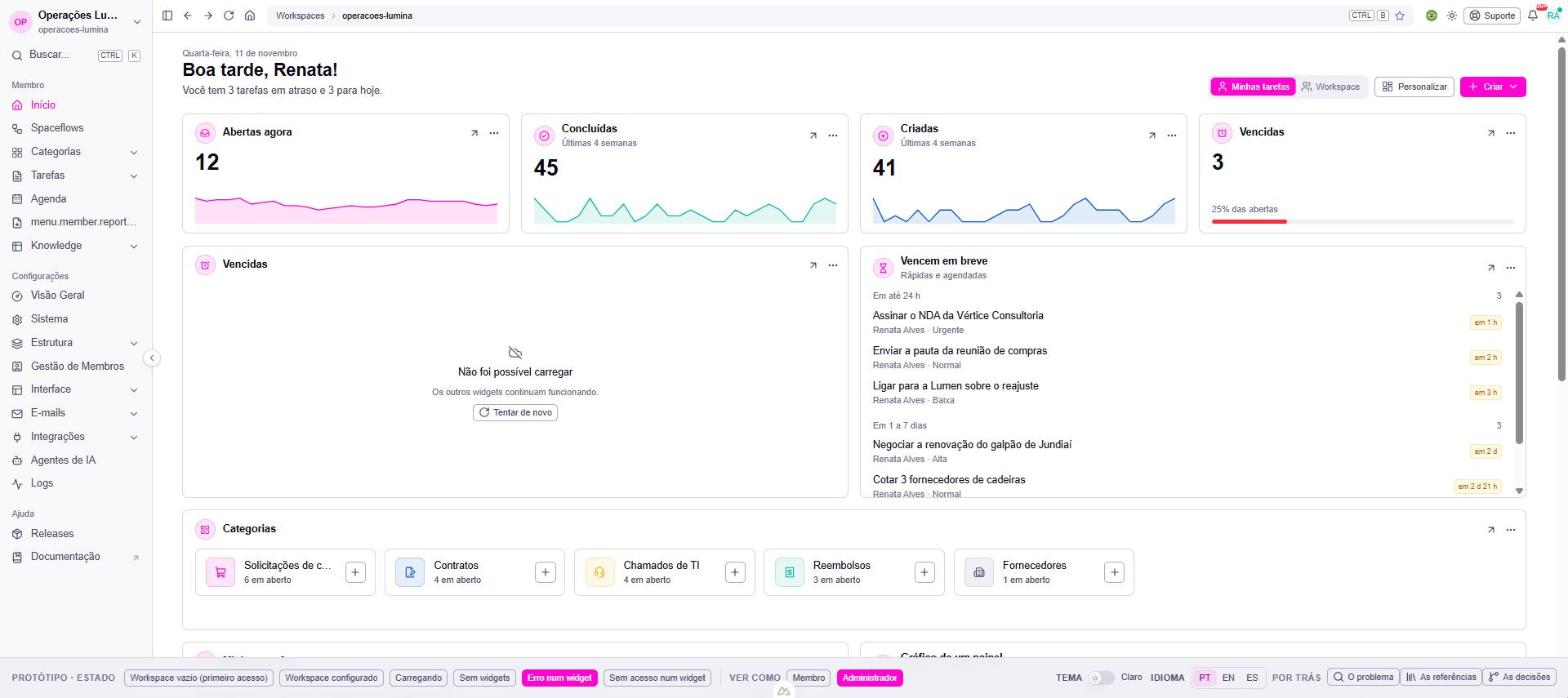 OP
Operações Lu...
operacoes-lumina
Buscar...
CTRL
K
Membro
Início
Spaceflows
Categorias
Tarefas
Agenda
menu.member.report...
Knowledge
Configurações
Visão Geral
Sistema
Estrutura
Gestão de Membros
Interface
E-mails
Integrações
Agentes de IA
Logs
Ajuda
Releases
Documentação
Workspaces
operacoes-lumina
CTRL
B
Suporte
RA
Quarta-feira, 11 de novembro
Boa tarde, Renata!
Você tem 3 tarefas em atraso e 3 para hoje.
Minhas tarefas
Workspace
Personalizar
Criar
Abertas agora
12
Concluídas
Últimas 4 semanas
45
Criadas
Últimas 4 semanas
41
Vencidas
3
25% das abertas
Vencidas
Não foi possível carregar
Os outros widgets continuam funcionando.
Tentar de novo
Vencem em breve
Rápidas e agendadas
Em até 24 h
3
Assinar o NDA da Vértice Consultoria
Renata Alves · Urgente
em 1 h
Enviar a pauta da reunião de compras
Renata Alves · Normal
em 2 h
Ligar para a Lumen sobre o reajuste
Renata Alves · Baixa
em 3 h
Em 1 a 7 dias
3
Negociar a renovação do galpão de Jundiaí
Renata Alves · Alta
em 2 d
Cotar 3 fornecedores de cadeiras
Renata Alves · Normal
em 2 d 21 h
Categorias
Solicitações de c...
6 em aberto
Contratos
4 em aberto
Chamados de TI
4 em aberto
Reembolsos
3 em aberto
Fornecedores
1 em aberto
Gráfico de um painel
PROTÓTIPO · ESTADO
Workspace vazio (primeiro acesso)
Workspace configurado
Carregando
Sem widgets
Erro num widget
Sem acesso num widget
VER COMO
Membro
Administrador
TEMA
Claro
IDIOMA
PT
EN
ES
POR TRÁS
O problema
As referências
As decisões